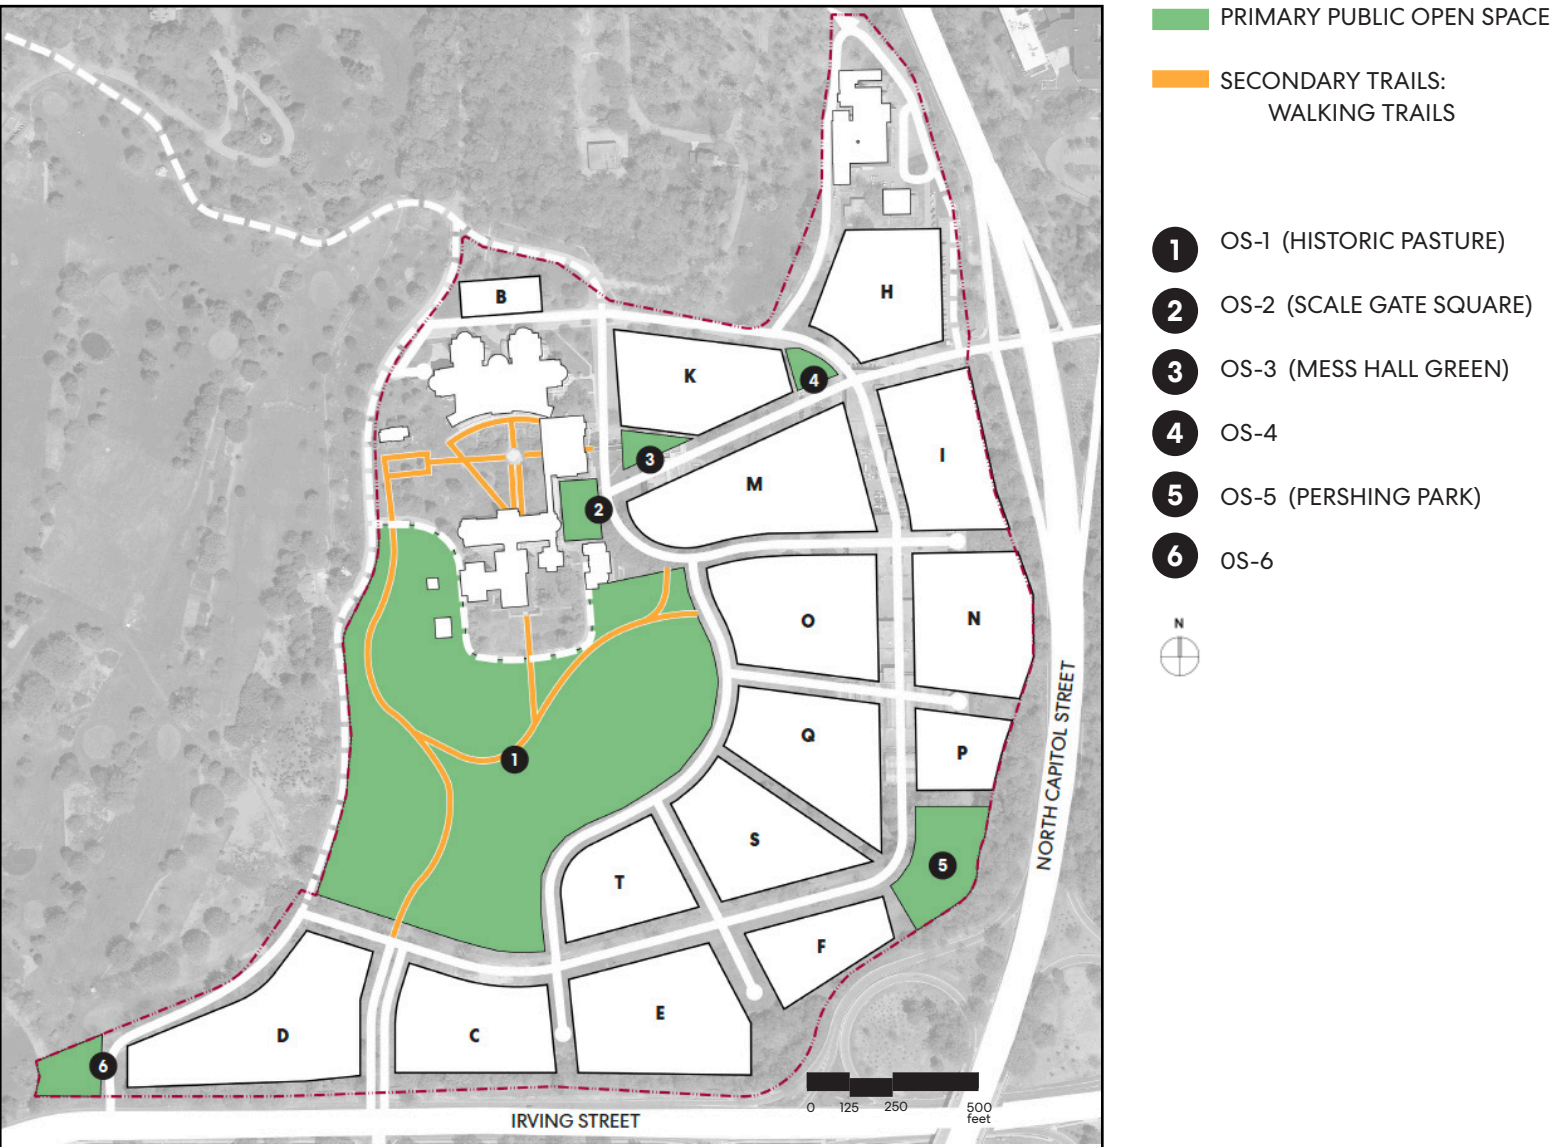 PRIMARY PUBLIC OPEN SPACE
SECONDARY TRAILS:
WALKING TRAILS
1 OS-1 (HISTORIC PASTURE)
2 OS-2 (SCALE GATE SQUARE)
3 OS-3 (MESS HALL GREEN)
4 OS-4
5 OS-5 (PERSHING PARK)
6 0S-6
N
B
H
K
4
3
I
M
2
O
N
Q
P
1
S
5
T
F
E
D
C
6
NORTH CAPITOL STREET
0 125 250 500
feet
IRVING STREET